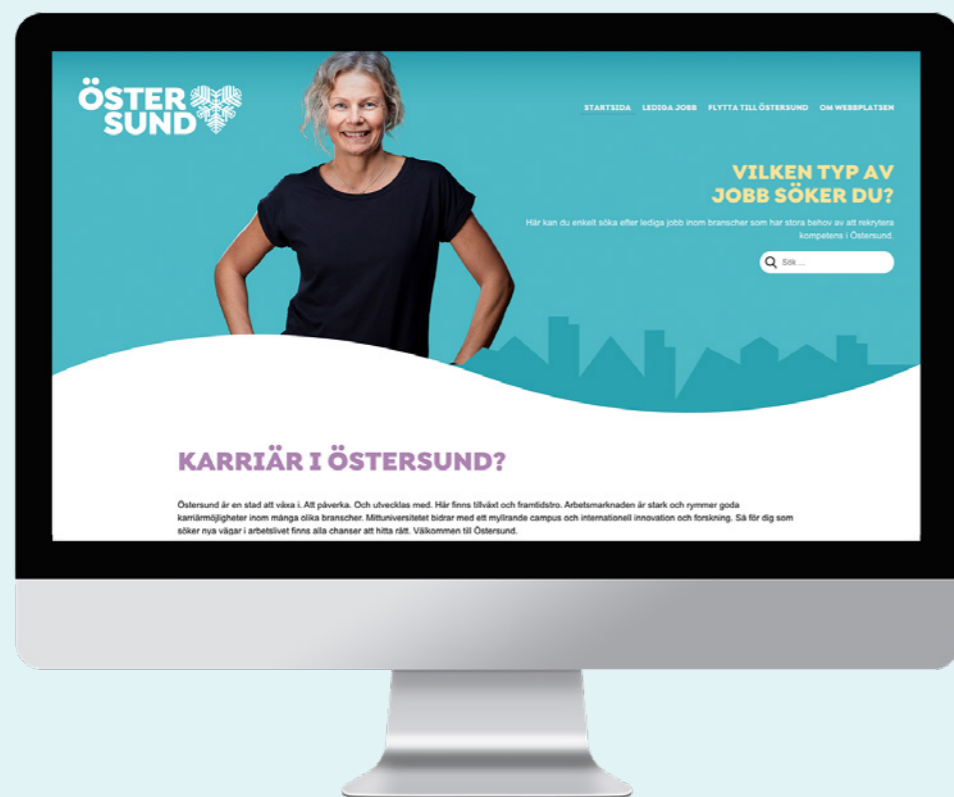 ÖSTER
SUND
STARTSIDA LEDIGA JOBB FLYTTA TILL ÖSTERSUND OM WEBBPLATSEN
VILKEN TYP AV
JOBB SÖKER DU?
Här kan du enkelt söka efter lediga jobb inom branscher som har stora behov av att rekrytera
kompetens i Östersund.
Sök ...
KARRIÄR I ÖSTERSUND?
Östersund är en stad att växa i. Att påverka. Och utvecklas med. Här finns tillväxt och framtidstro. Arbetsmarknaden är stark och rymmer goda
karriärmöjligheter inom många olika branscher. Mittuniversitetet bidrar med ett myllrande campus och internationell innovation och forskning. Så för dig som
söker nya vägar i arbetslivet finns alla chanser att hitta rätt. Välkommen till Östersund.